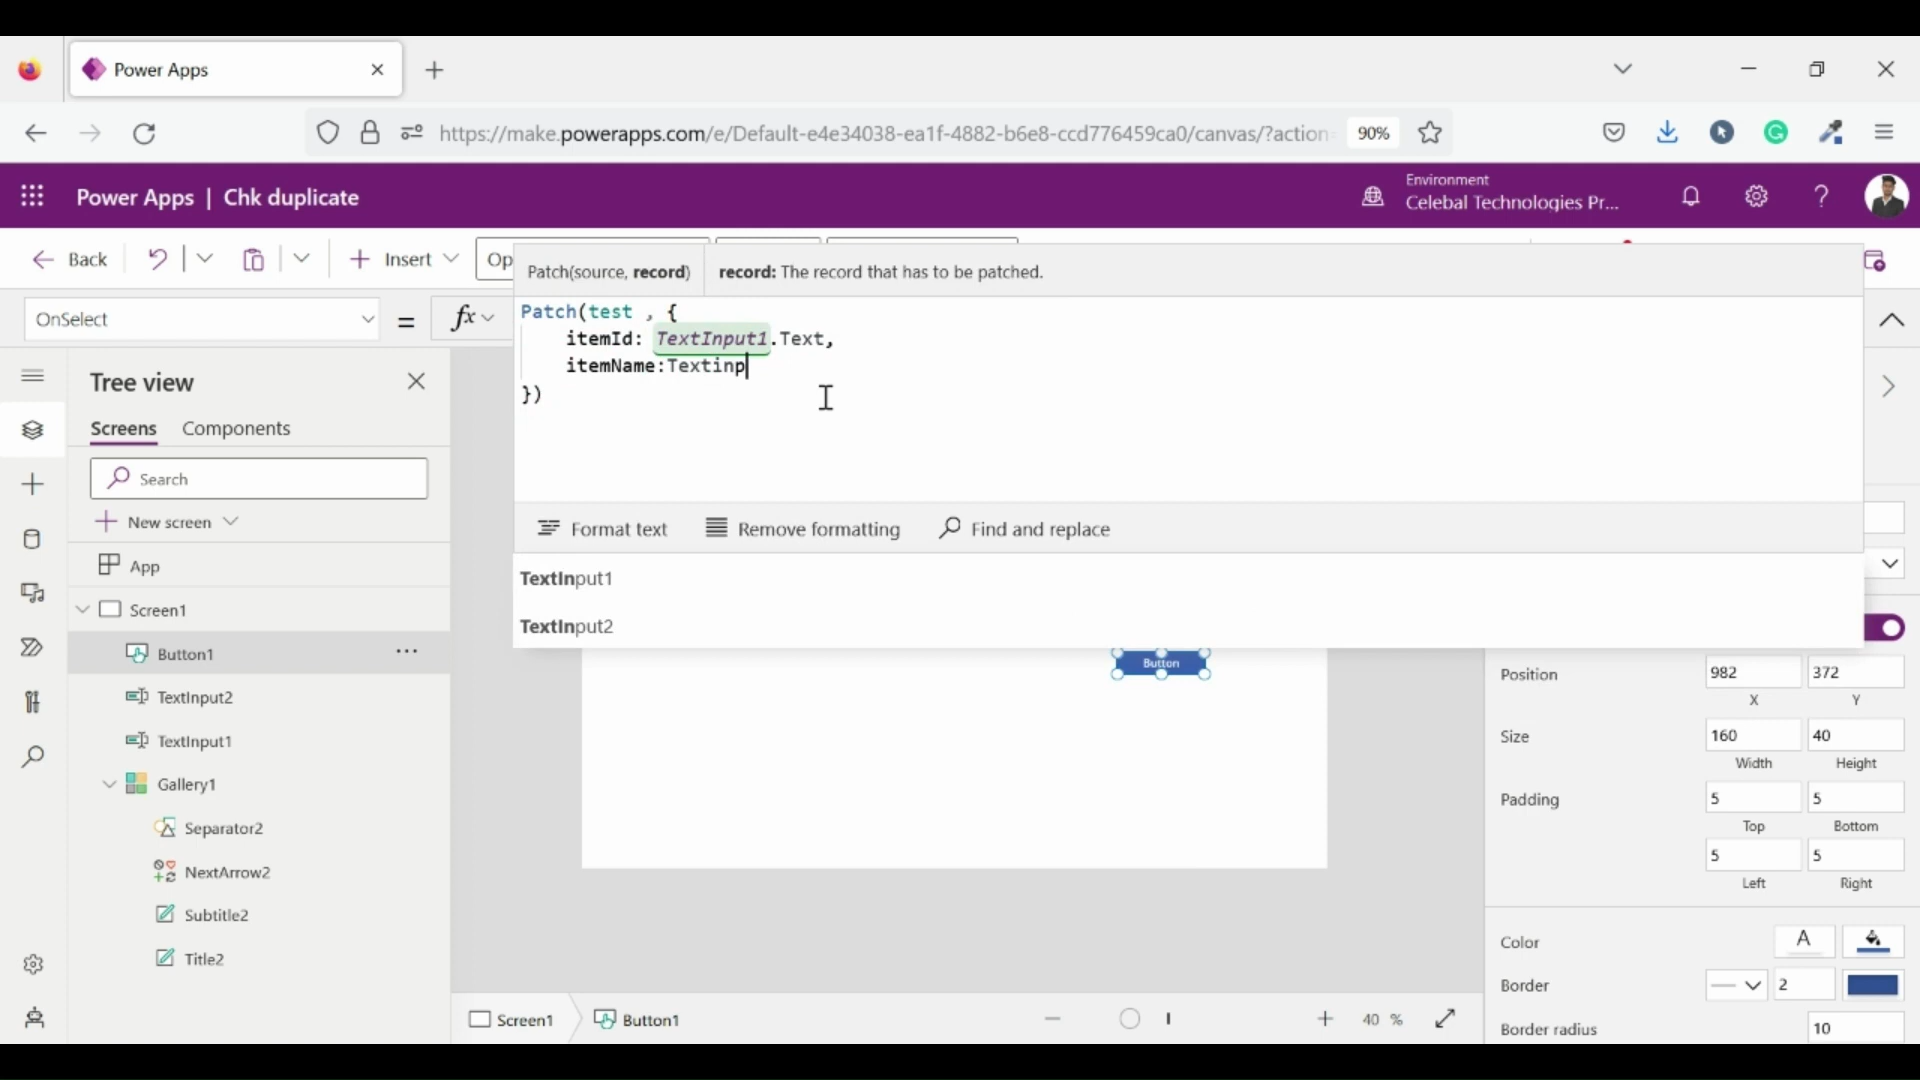 Power Apps
https://make.powerapps.com/e/Default-e4e34038-ea1f-4882-b6e8-ccd776459ca0/canvas/?action=
90%
Power Apps | Chk duplicate
Environment
Celebal Technologies Pr...
Back
Insert
Op
Patch(source, record)
record: The record that has to be patched.
OnSelect
=
fx
Patch(test , {
itemId: TextInput1.Text,
itemName:Textinp
})
Format text
Remove formatting
Find and replace
TextInput1
TextInput2
Tree view
Screens
Components
Search
New screen
App
Screen1
Button1
TextInput2
TextInput1
Gallery1
Separator2
NextArrow2
Subtitle2
Title2
Button
Position
982
372
X
Y
Size
160
40
Width
Height
Padding
5
5
Top
Bottom
5
5
Left
Right
Color
A
Border
2
Border radius
10
Screen1
Button1
40 %